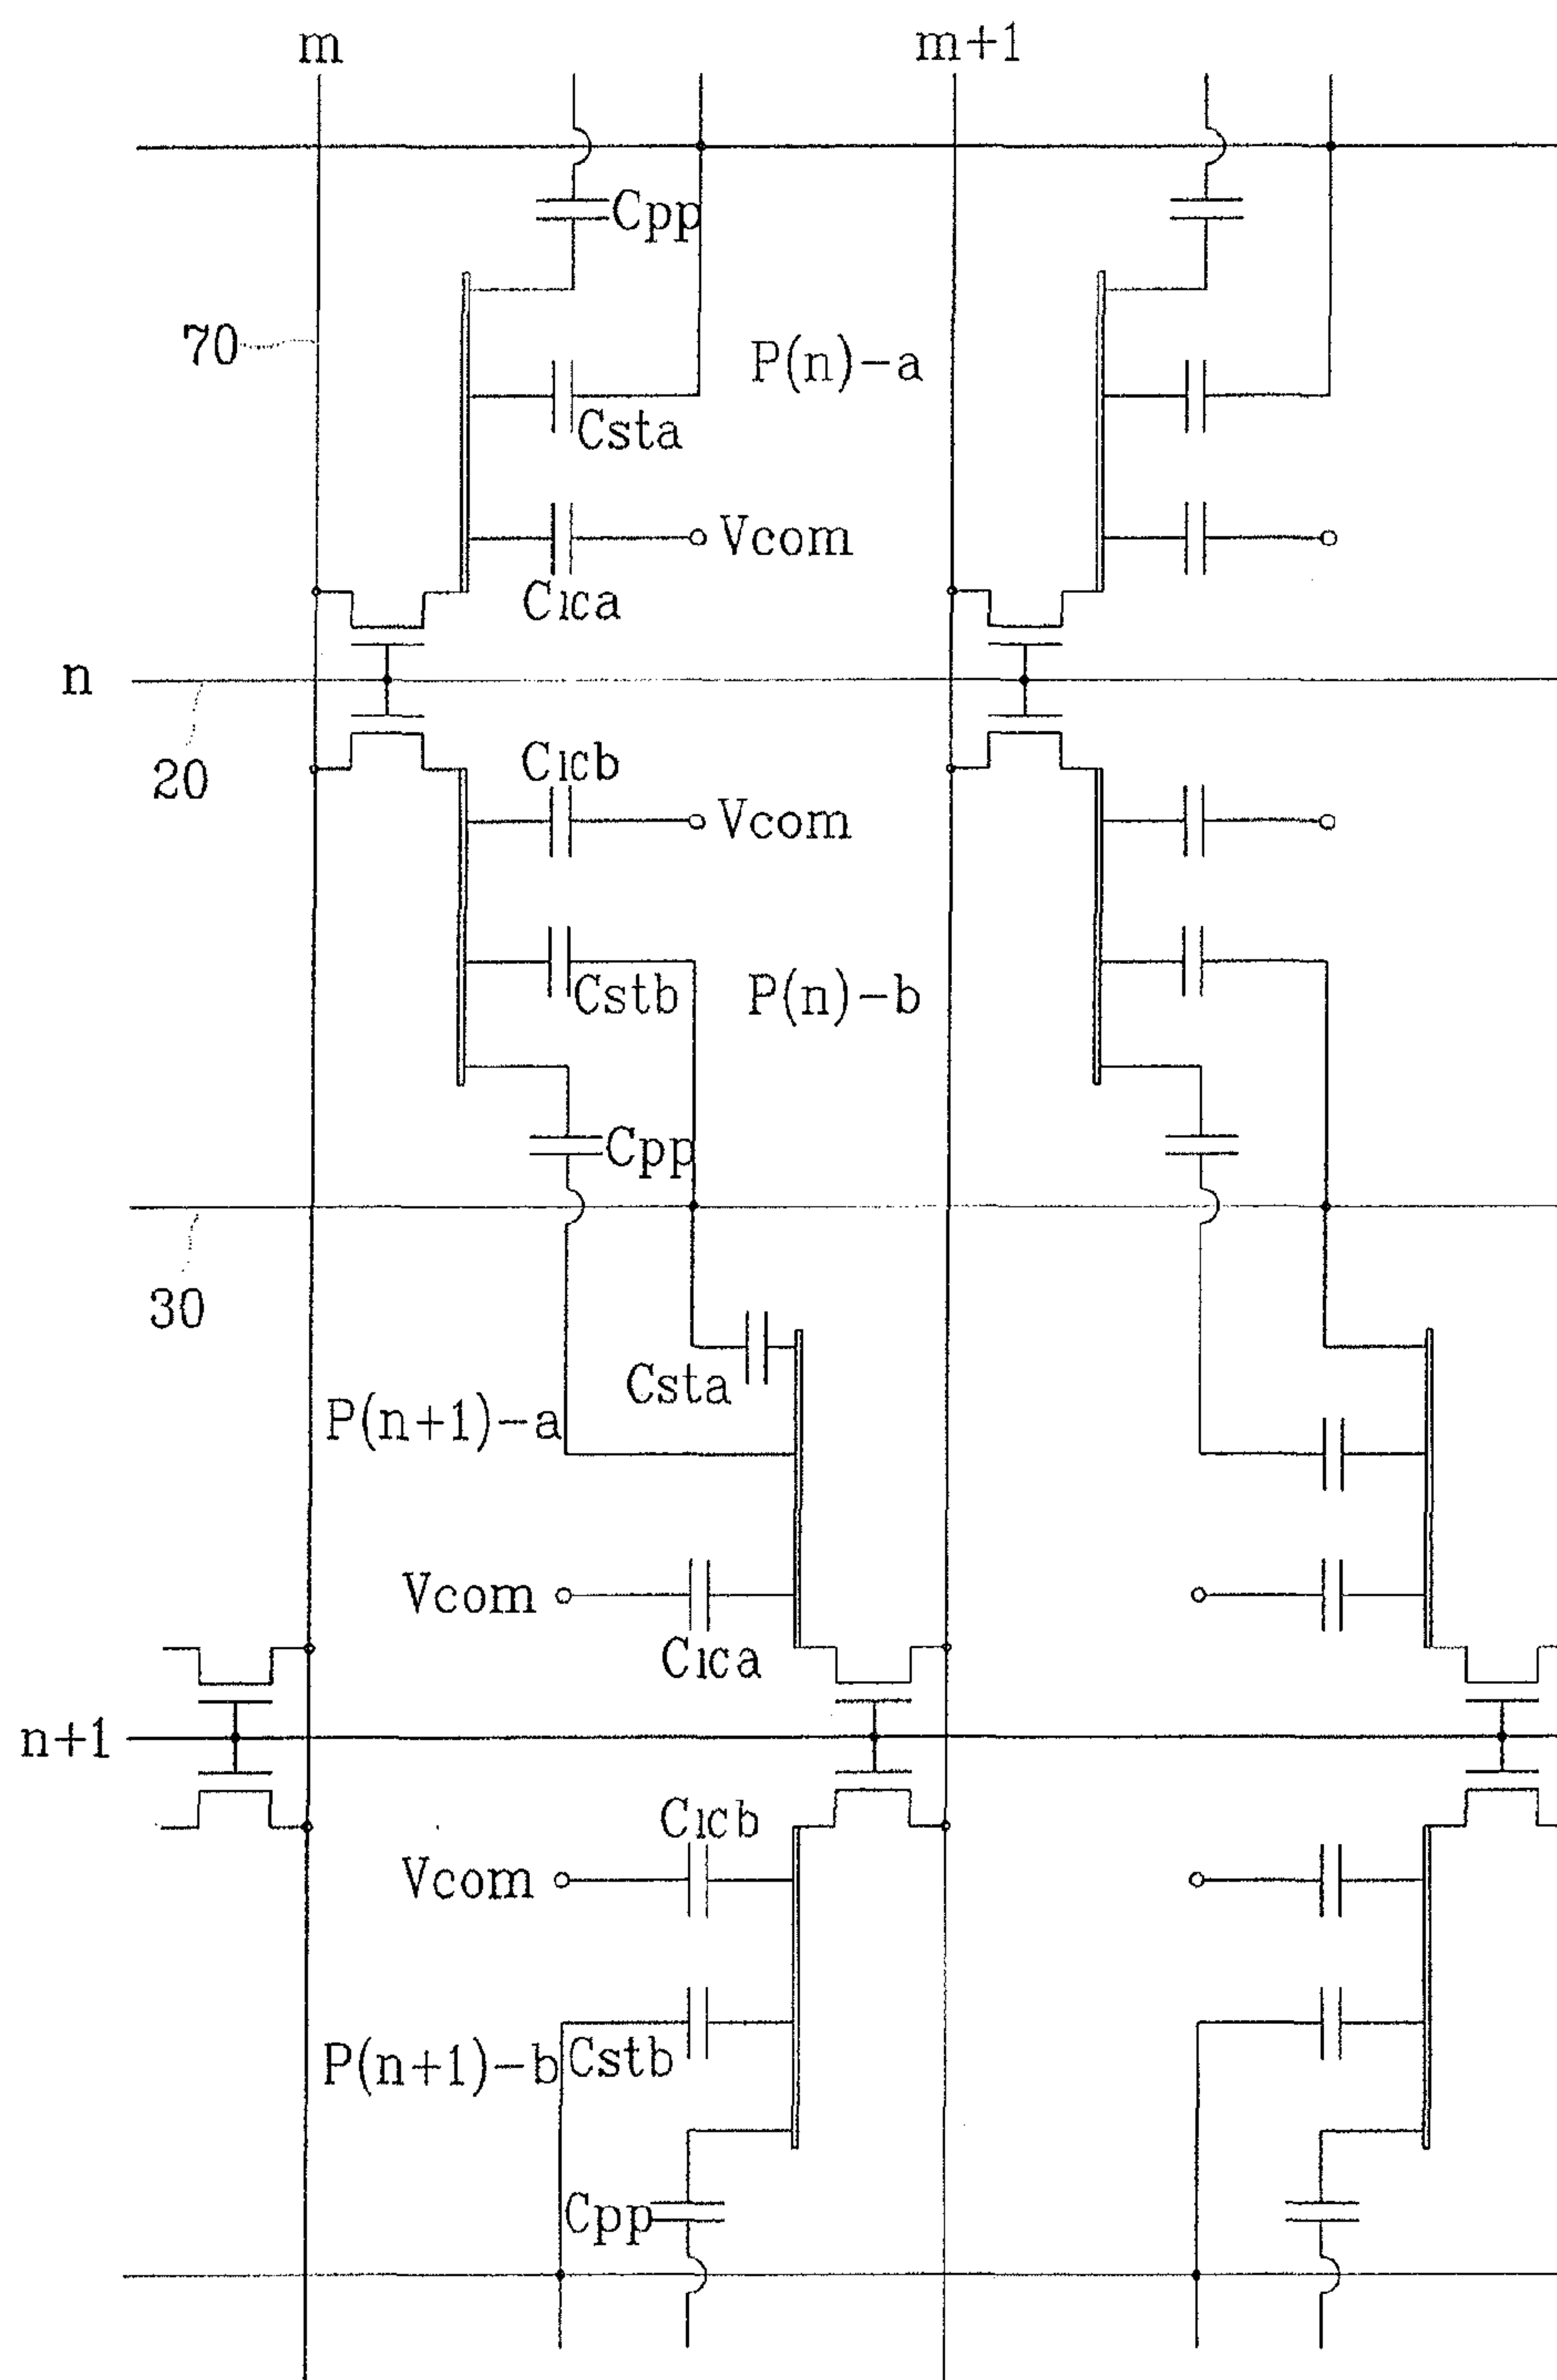 m m+1
Cpp
70
P(n)-a
Csta
Vcom
Clca
n
20
Clcb
Vcom
Cstb
P(n)-b
Cpp
30
Csta
P(n+1)-a
Vcom
Clca
n+1
Clcb
Vcom
P(n+1)-b Cstb
Cpp